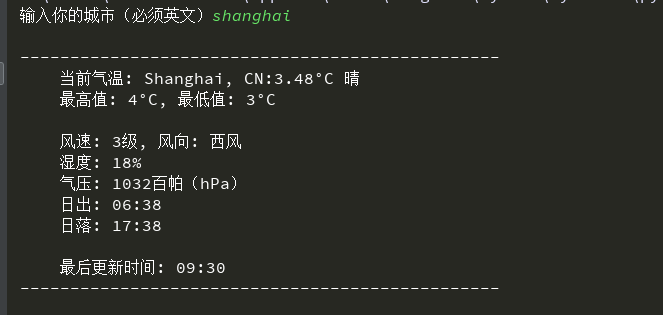 输入你的城市（必须英文）shanghai
--------------------------------------------------
当前气温: Shanghai, CN:3.48°C 晴
最高值: 4°C, 最低值: 3°C
风速: 3级, 风向: 西风
湿度: 18%
气压: 1032百帕（hPa）
日出: 06:38
日落: 17:38
最后更新时间: 09:30
--------------------------------------------------